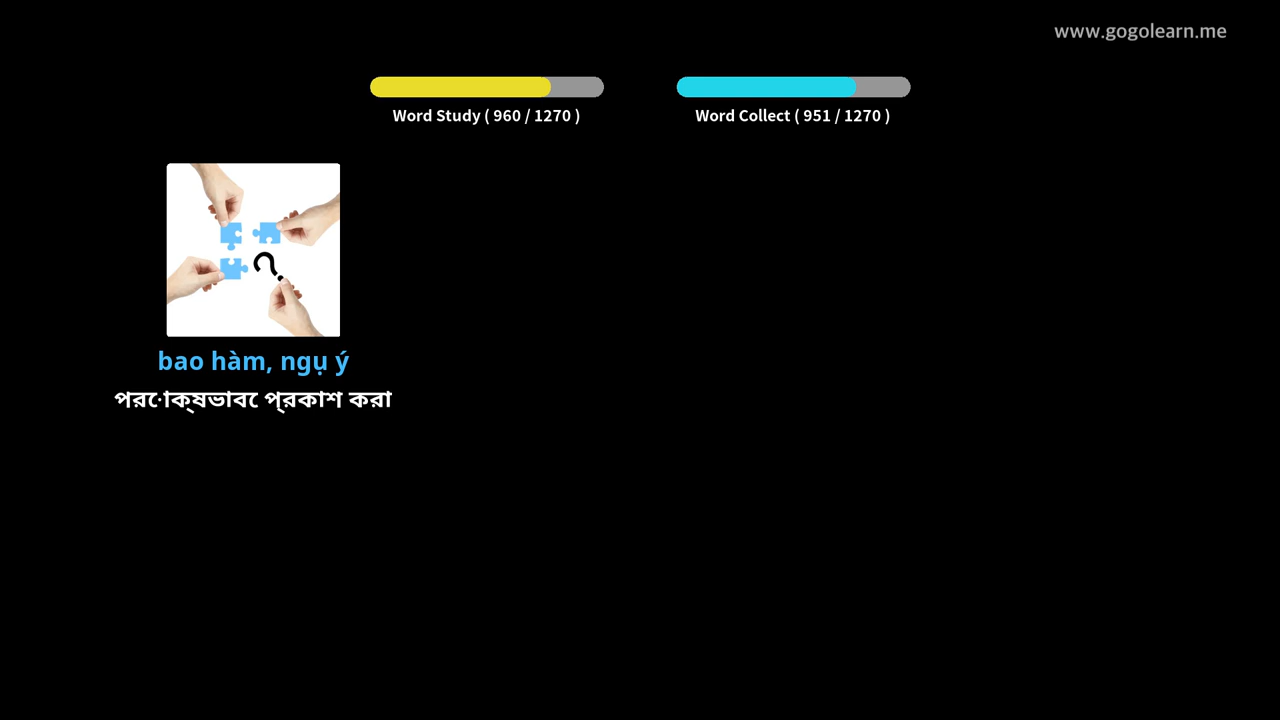 www.gogolearn.me
Word Study ( 960 / 1270 )
Word Collect ( 951 / 1270 )
?
bao hàm, ngụ ý
পরোক্ষভাবে প্রকাশ করা